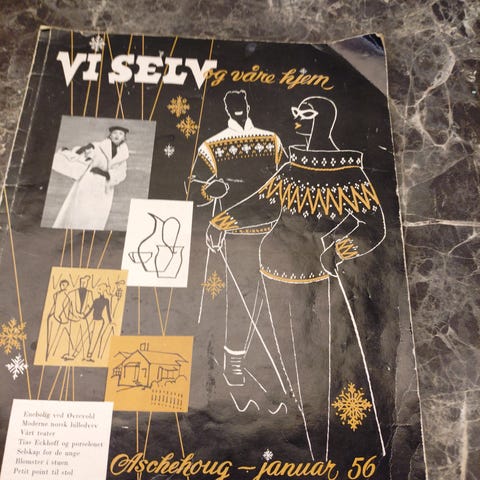 VI SELV og våre hjem
Enebolig ved Øvrevold
Moderne norsk billedvev
Vårt teater
Tias Eckhoff og porselenet
Selskap for de unge
Blomster i stuen
Petit point til stol
Aschehoug – januar 56